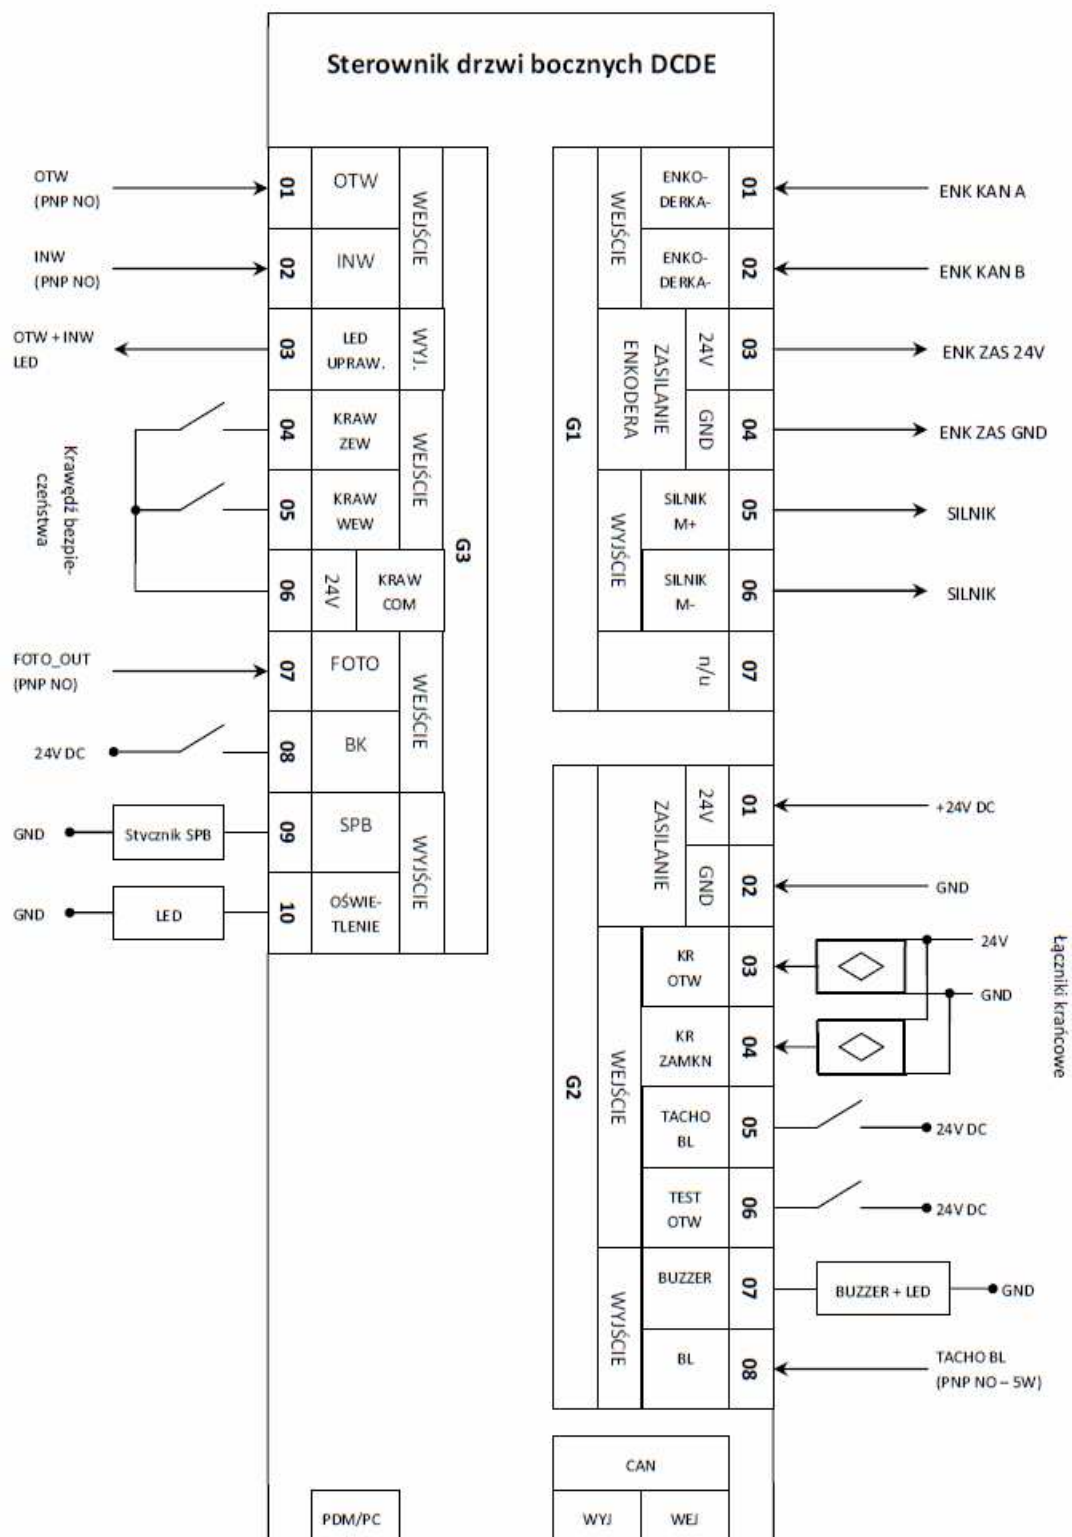 Sterownik drzwi bocznych DCDE
OTW
(PNP NO)
01
OTW
WEJŚCIE
INW
(PNP NO)
02
INW
OTW + INW
LED
03
LED
UPRAW.
WYJ.
Krawędź bezpie-
czeństwa
04
KRAW
ZEW
WEJŚCIE
05
KRAW
WEW
06
24V
KRAW
COM
G3
FOTO_OUT
(PNP NO)
07
FOTO
WEJŚCIE
24V DC
08
BK
GND
Stycznik SPB
09
SPB
WYJŚCIE
GND
LED
10
OŚWIE-
TLENIE
G1
WEJŚCIE
ENKO-
DERKA-
01
ENK KAN A
ENKO-
DERKA-
02
ENK KAN B
ZASILANIE
ENKODERA
24V
03
ENK ZAS 24V
GND
04
ENK ZAS GND
WYJŚCIE
SILNIK
M+
05
SILNIK
SILNIK
M-
06
SILNIK
n/u
07
G2
ZASILANIE
24V
01
+24V DC
GND
02
GND
WEJŚCIE
KR
OTW
03
24V
GND
Łączniki krańcowe
KR
ZAMKN
04
TACHO
BL
05
24V DC
TEST
OTW
06
24V DC
WYJŚCIE
BUZZER
07
BUZZER + LED
GND
BL
08
TACHO BL
(PNP NO – 5W)
CAN
PDM/PC
WYJ
WEJ